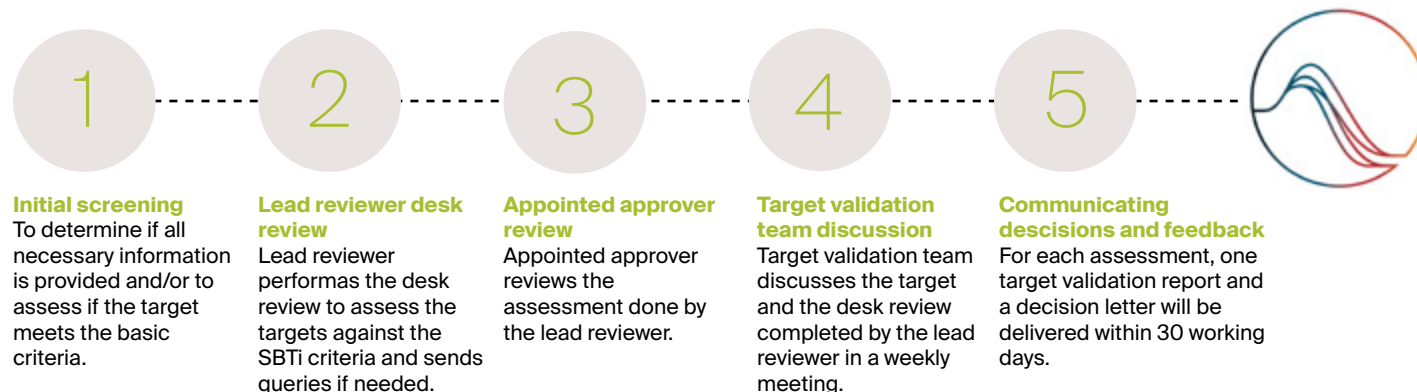 1
2
3
4
5
Initial screening
To determine if all
necessary information
is provided and/or to
assess if the target
meets the basic
criteria.
Lead reviewer desk
review
Lead reviewer
performas the desk
review to assess the
targets against the
SBTi criteria and sends
queries if needed.
Appointed approver
review
Appointed approver
reviews the
assessment done by
the lead reviewer.
Target validation
team discussion
Target validation team
discusses the target
and the desk review
completed by the lead
reviewer in a weekly
meeting.
Communicating
descisions and feedback
For each assessment, one
target validation report and
a decision letter will be
delivered within 30 working
days.